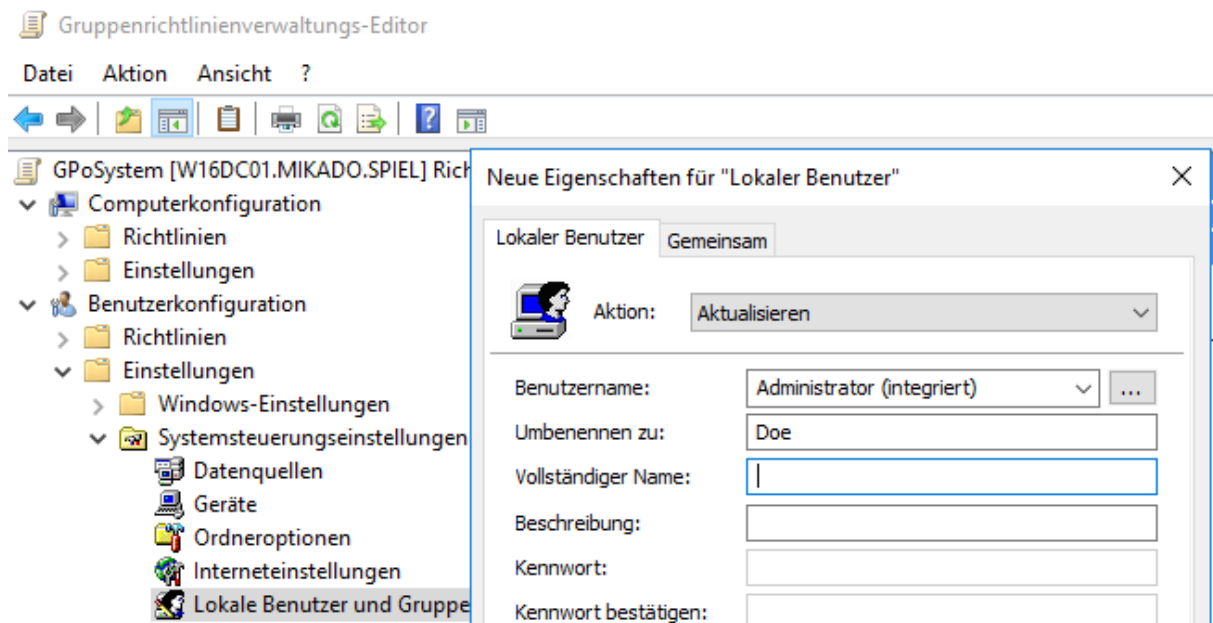 Gruppenrichtlinienverwaltungs-Editor
Datei Aktion Ansicht ?
GPoSystem [W16DC01.MIKADO.SPIEL] Rich
Computerkonfiguration
Richtlinien
Einstellungen
Benutzerkonfiguration
Richtlinien
Einstellungen
Windows-Einstellungen
Systemsteuerungseinstellungen
Datenquellen
Geräte
Ordneroptionen
Interneteinstellungen
Lokale Benutzer und Gruppe
Neue Eigenschaften für "Lokaler Benutzer"
Lokaler Benutzer Gemeinsam
Aktion: Aktualisieren
Benutzername: Administrator (integriert) ...
Umbenennen zu: Doe
Vollständiger Name:
Beschreibung:
Kennwort:
Kennwort bestätigen: